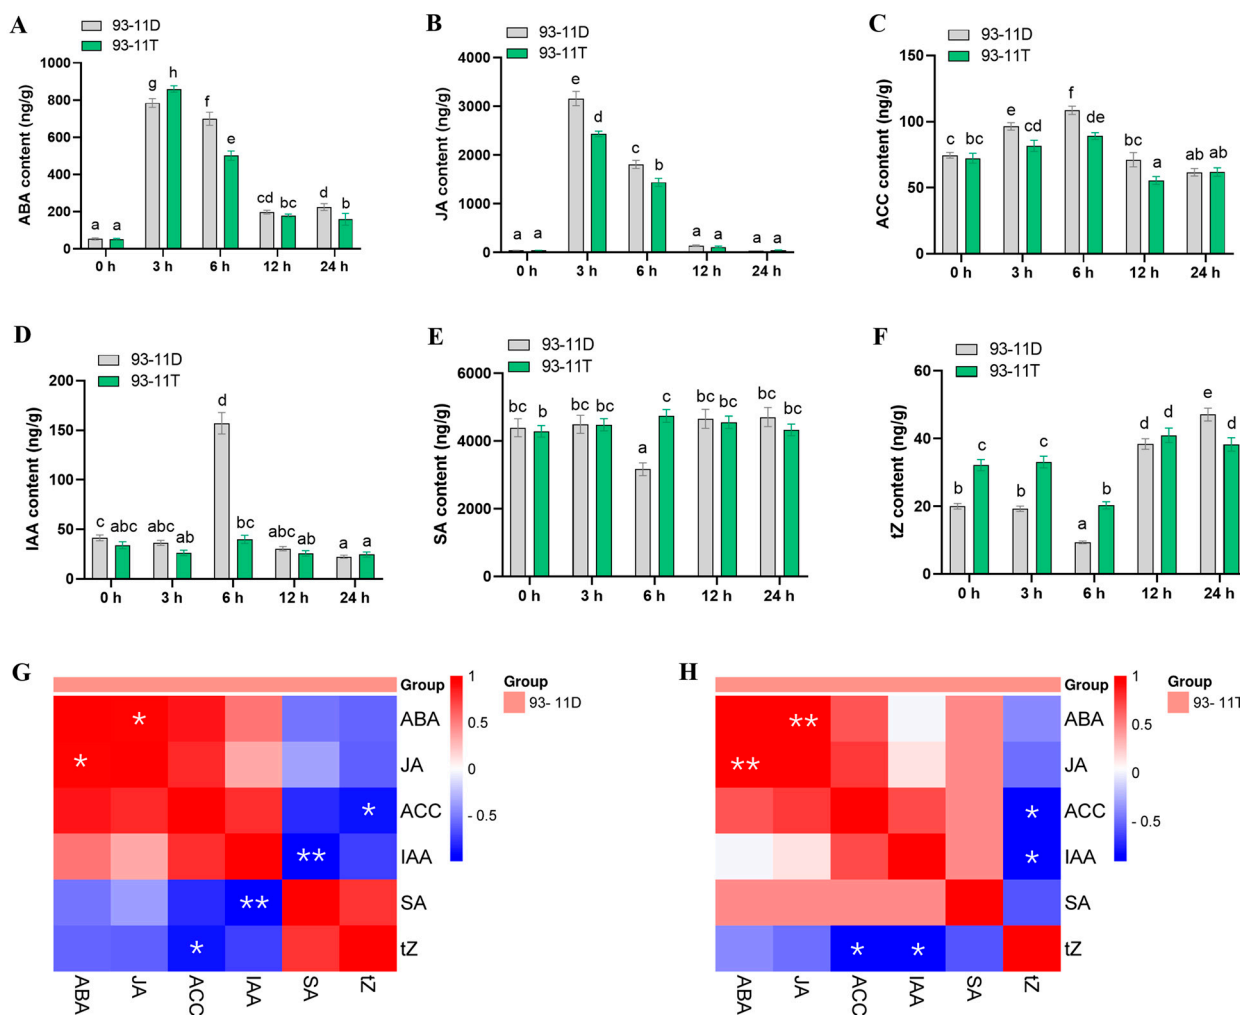 A
93-11D
93-11T
ABA content (ng/g)
1000
800
600
400
200
0
a a g h f e cd bc d b
0 h 3 h 6 h 12 h 24 h
B
93-11D
93-11T
JA content (ng/g)
4000
3000
2000
1000
0
a a e d c b a a a a
0 h 3 h 6 h 12 h 24 h
C
93-11D
93-11T
ACC content (ng/g)
150
100
50
0
c bc e cd f de bc a ab ab
0 h 3 h 6 h 12 h 24 h
D
93-11D
93-11T
IAA content (ng/g)
200
150
100
50
0
c abc abc ab d bc abc ab a a
0 h 3 h 6 h 12 h 24 h
E
93-11D
93-11T
SA content (ng/g)
6000
4000
2000
0
bc b bc bc a c bc bc bc bc
0 h 3 h 6 h 12 h 24 h
F
93-11D
93-11T
tZ content (ng/g)
60
40
20
0
b c b c a b d d e d
0 h 3 h 6 h 12 h 24 h
G
Group
1
0.5
0
- 0.5
Group
93- 11D
* ABA
* JA
* ACC
** IAA
** SA
* tZ
ABA JA ACC IAA SA tZ
H
Group
1
0.5
0
- 0.5
Group
93- 11T
** ABA
** JA
* ACC
* IAA
SA
* * tZ
ABA JA ACC IAA SA tZ